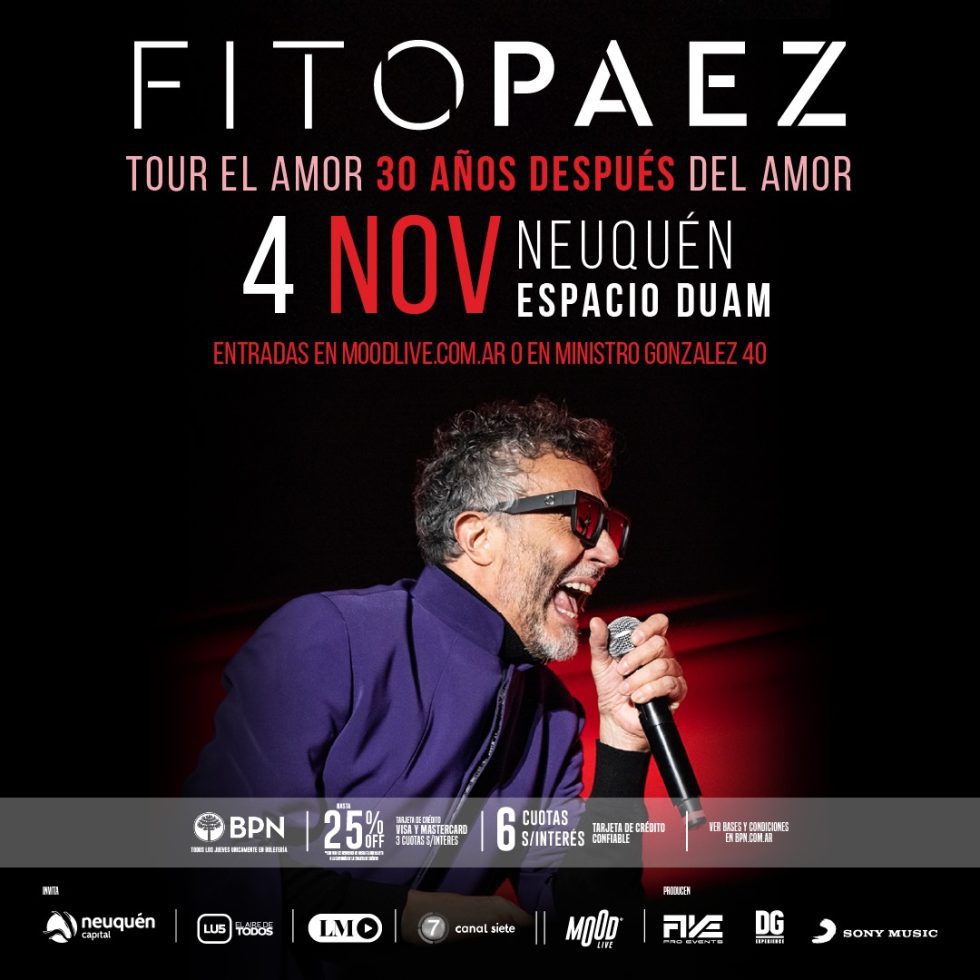 FITOPAEZ
TOUR EL AMOR 30 AÑOS DESPUÉS DEL AMOR
4 NOV
NEUQUÉN
ESPACIO DUAM
ENTRADAS EN MOODLIVE.COM.AR O EN MINISTRO GONZALEZ 40
BPN
TODOS LOS JUEVES UNICAMENTE EN BOLETERIA
HASTA
25% OFF
TARJETA DE CRÉDITO
VISA Y MASTERCARD
3 CUOTAS S/INTERES
6 CUOTAS
S/INTERÉS
TARJETA DE CRÉDITO
CONFIABLE
VER BASES Y CONDICIONES
EN BPN.COM.AR
INVITA
neuquén
capital
LU5
EL AIRE DE
TODOS
LM
7 canal siete
PRODUCEN
MOOD
LIVE
FIVE
PRO EVENTS
DG
EXPERIENCE
SONY MUSIC